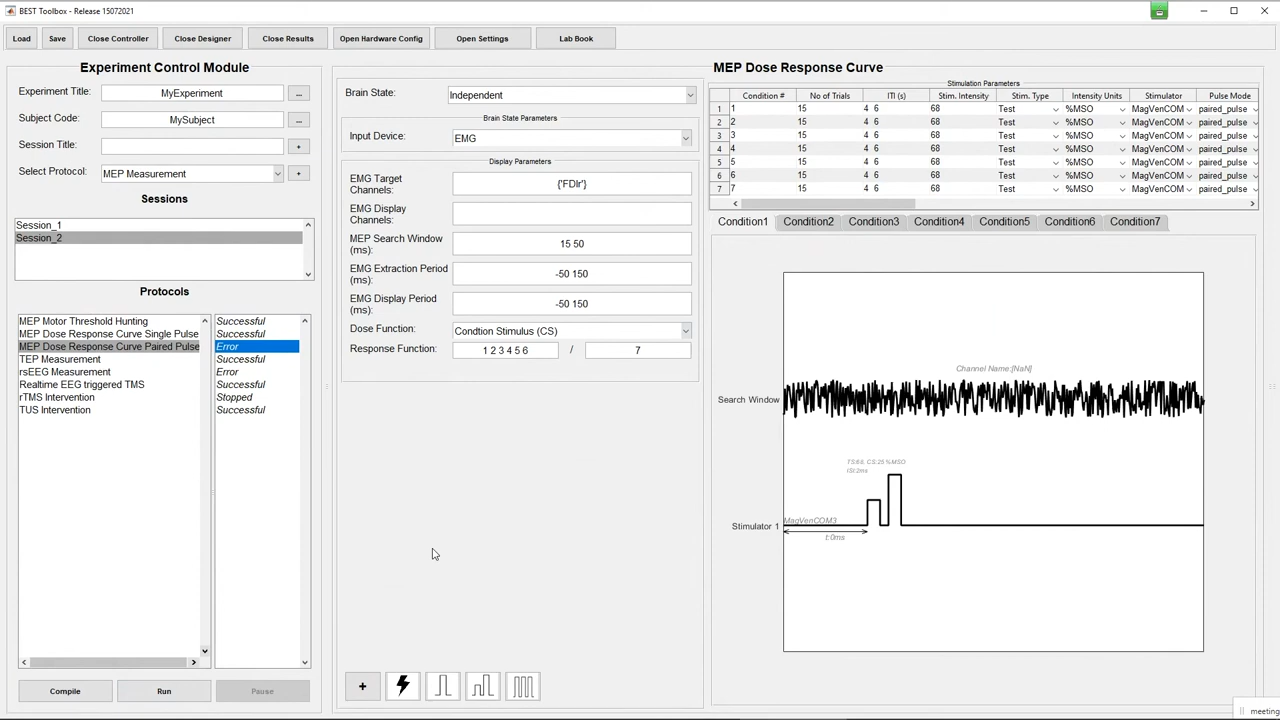 BEST Toolbox - Release 15072021
Load Save Close Controller Close Designer Close Results Open Hardware Config Open Settings Lab Book
Experiment Control Module
Experiment Title: MyExperiment ...
Subject Code: MySubject ...
Session Title: +
Select Protocol: MEP Measurement +
Sessions
Session_1
Session_2
Protocols
MEP Motor Threshold Hunting Successful
MEP Dose Response Curve Single Pulse Successful
MEP Dose Response Curve Paired Pulse Error
TEP Measurement Successful
rsEEG Measurement Error
Realtime EEG triggered TMS Successful
rTMS Intervention Stopped
TUS Intervention Successful
Compile Run Pause
Brain State: Independent
Brain State Parameters
Input Device: EMG
Display Parameters
EMG Target
Channels: {'FDIr'}
EMG Display
Channels:
MEP Search Window
(ms): 15 50
EMG Extraction Period
(ms): -50 150
EMG Display Period
(ms): -50 150
Dose Function: Condtion Stimulus (CS)
Response Function: 1 2 3 4 5 6 / 7
+
MEP Dose Response Curve
Stimulation Parameters
Condition # No of Trials ITI (s) Stim. Intensity Stim. Type Intensity Units Stimulator Pulse Mode
1 1 15 4 6 68 Test %MSO MagVenCOM paired_pulse
2 2 15 4 6 68 Test %MSO MagVenCOM paired_pulse
3 3 15 4 6 68 Test %MSO MagVenCOM paired_pulse
4 4 15 4 6 68 Test %MSO MagVenCOM paired_pulse
5 5 15 4 6 68 Test %MSO MagVenCOM paired_pulse
6 6 15 4 6 68 Test %MSO MagVenCOM paired_pulse
7 7 15 4 6 68 Test %MSO MagVenCOM paired_pulse
Condition1 Condition2 Condition3 Condition4 Condition5 Condition6 Condition7
Channel Name:[NaN]
Search Window
CS:25 %MSO
ISI:2ms
Stimulator 1
MagVenCOM3
t:0ms
meeting